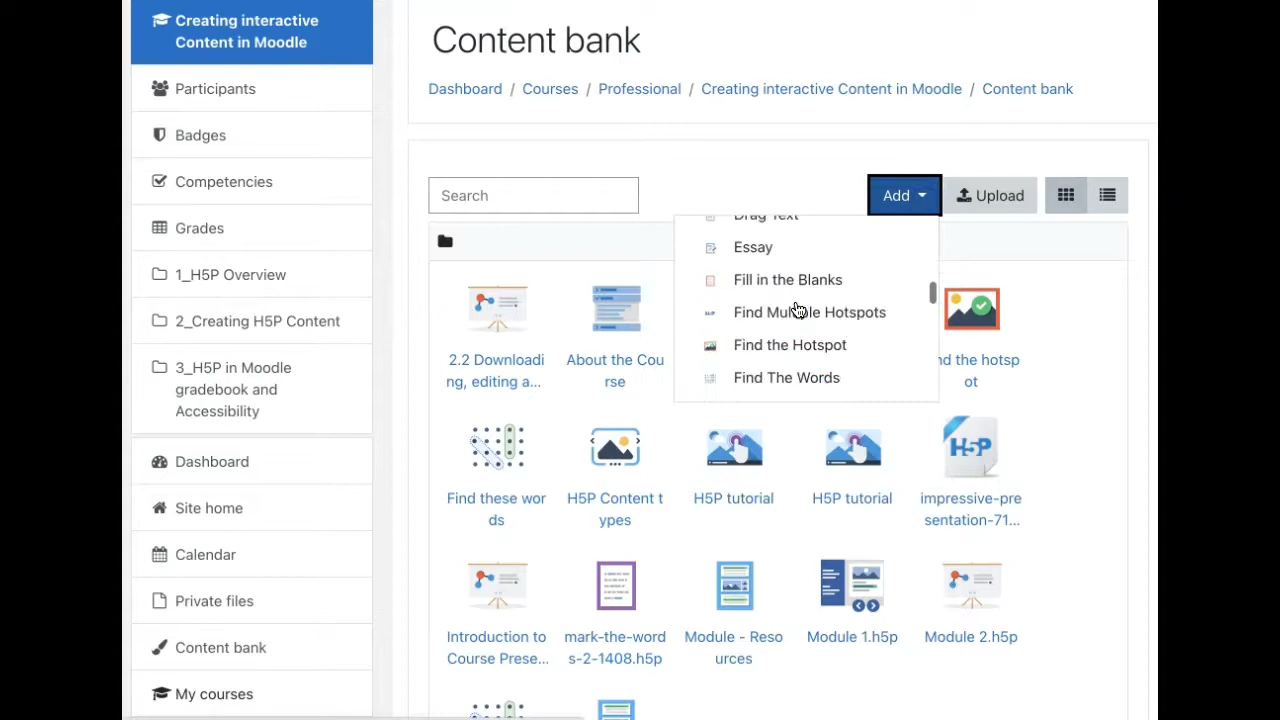 Creating interactive
Content in Moodle
Participants
Badges
Competencies
Grades
1_H5P Overview
2_Creating H5P Content
3_H5P in Moodle
gradebook and
Accessibility
Dashboard
Site home
Calendar
Private files
Content bank
My courses
Content bank
Dashboard / Courses / Professional / Creating interactive Content in Moodle / Content bank
Search
Add
Upload
Drag Text
Essay
Fill in the Blanks
Find Multiple Hotspots
Find the Hotspot
Find The Words
2.2 Downloadi
ng, editing a...
About the Cou
rse
d the hotsp
ot
H5P
Find these wor
ds
H5P Content t
ypes
H5P tutorial
H5P tutorial
impressive-pre
sentation-71...
Introduction to
Course Prese...
mark-the-word
s-2-1408.h5p
Module - Reso
urces
Module 1.h5p
Module 2.h5p